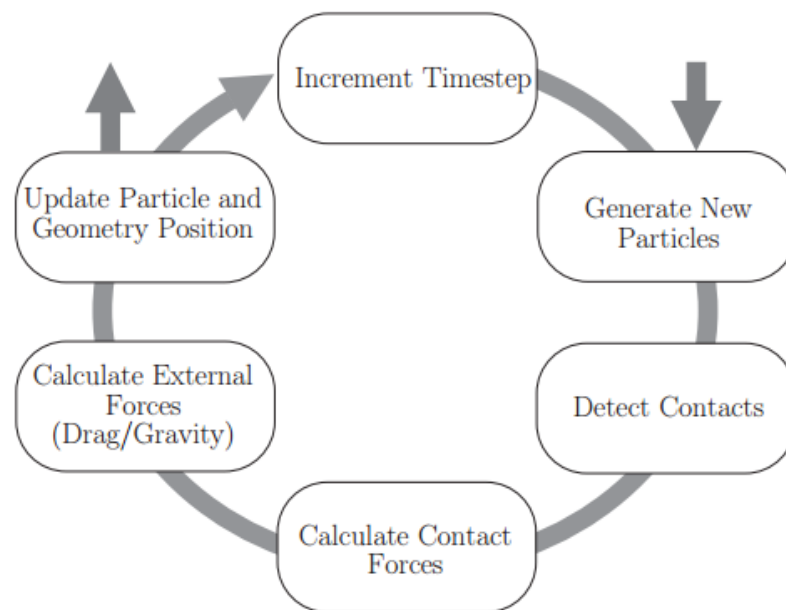 Increment Timestep
Generate New
Particles
Detect Contacts
Calculate Contact
Forces
Calculate External
Forces
(Drag/Gravity)
Update Particle and
Geometry Position